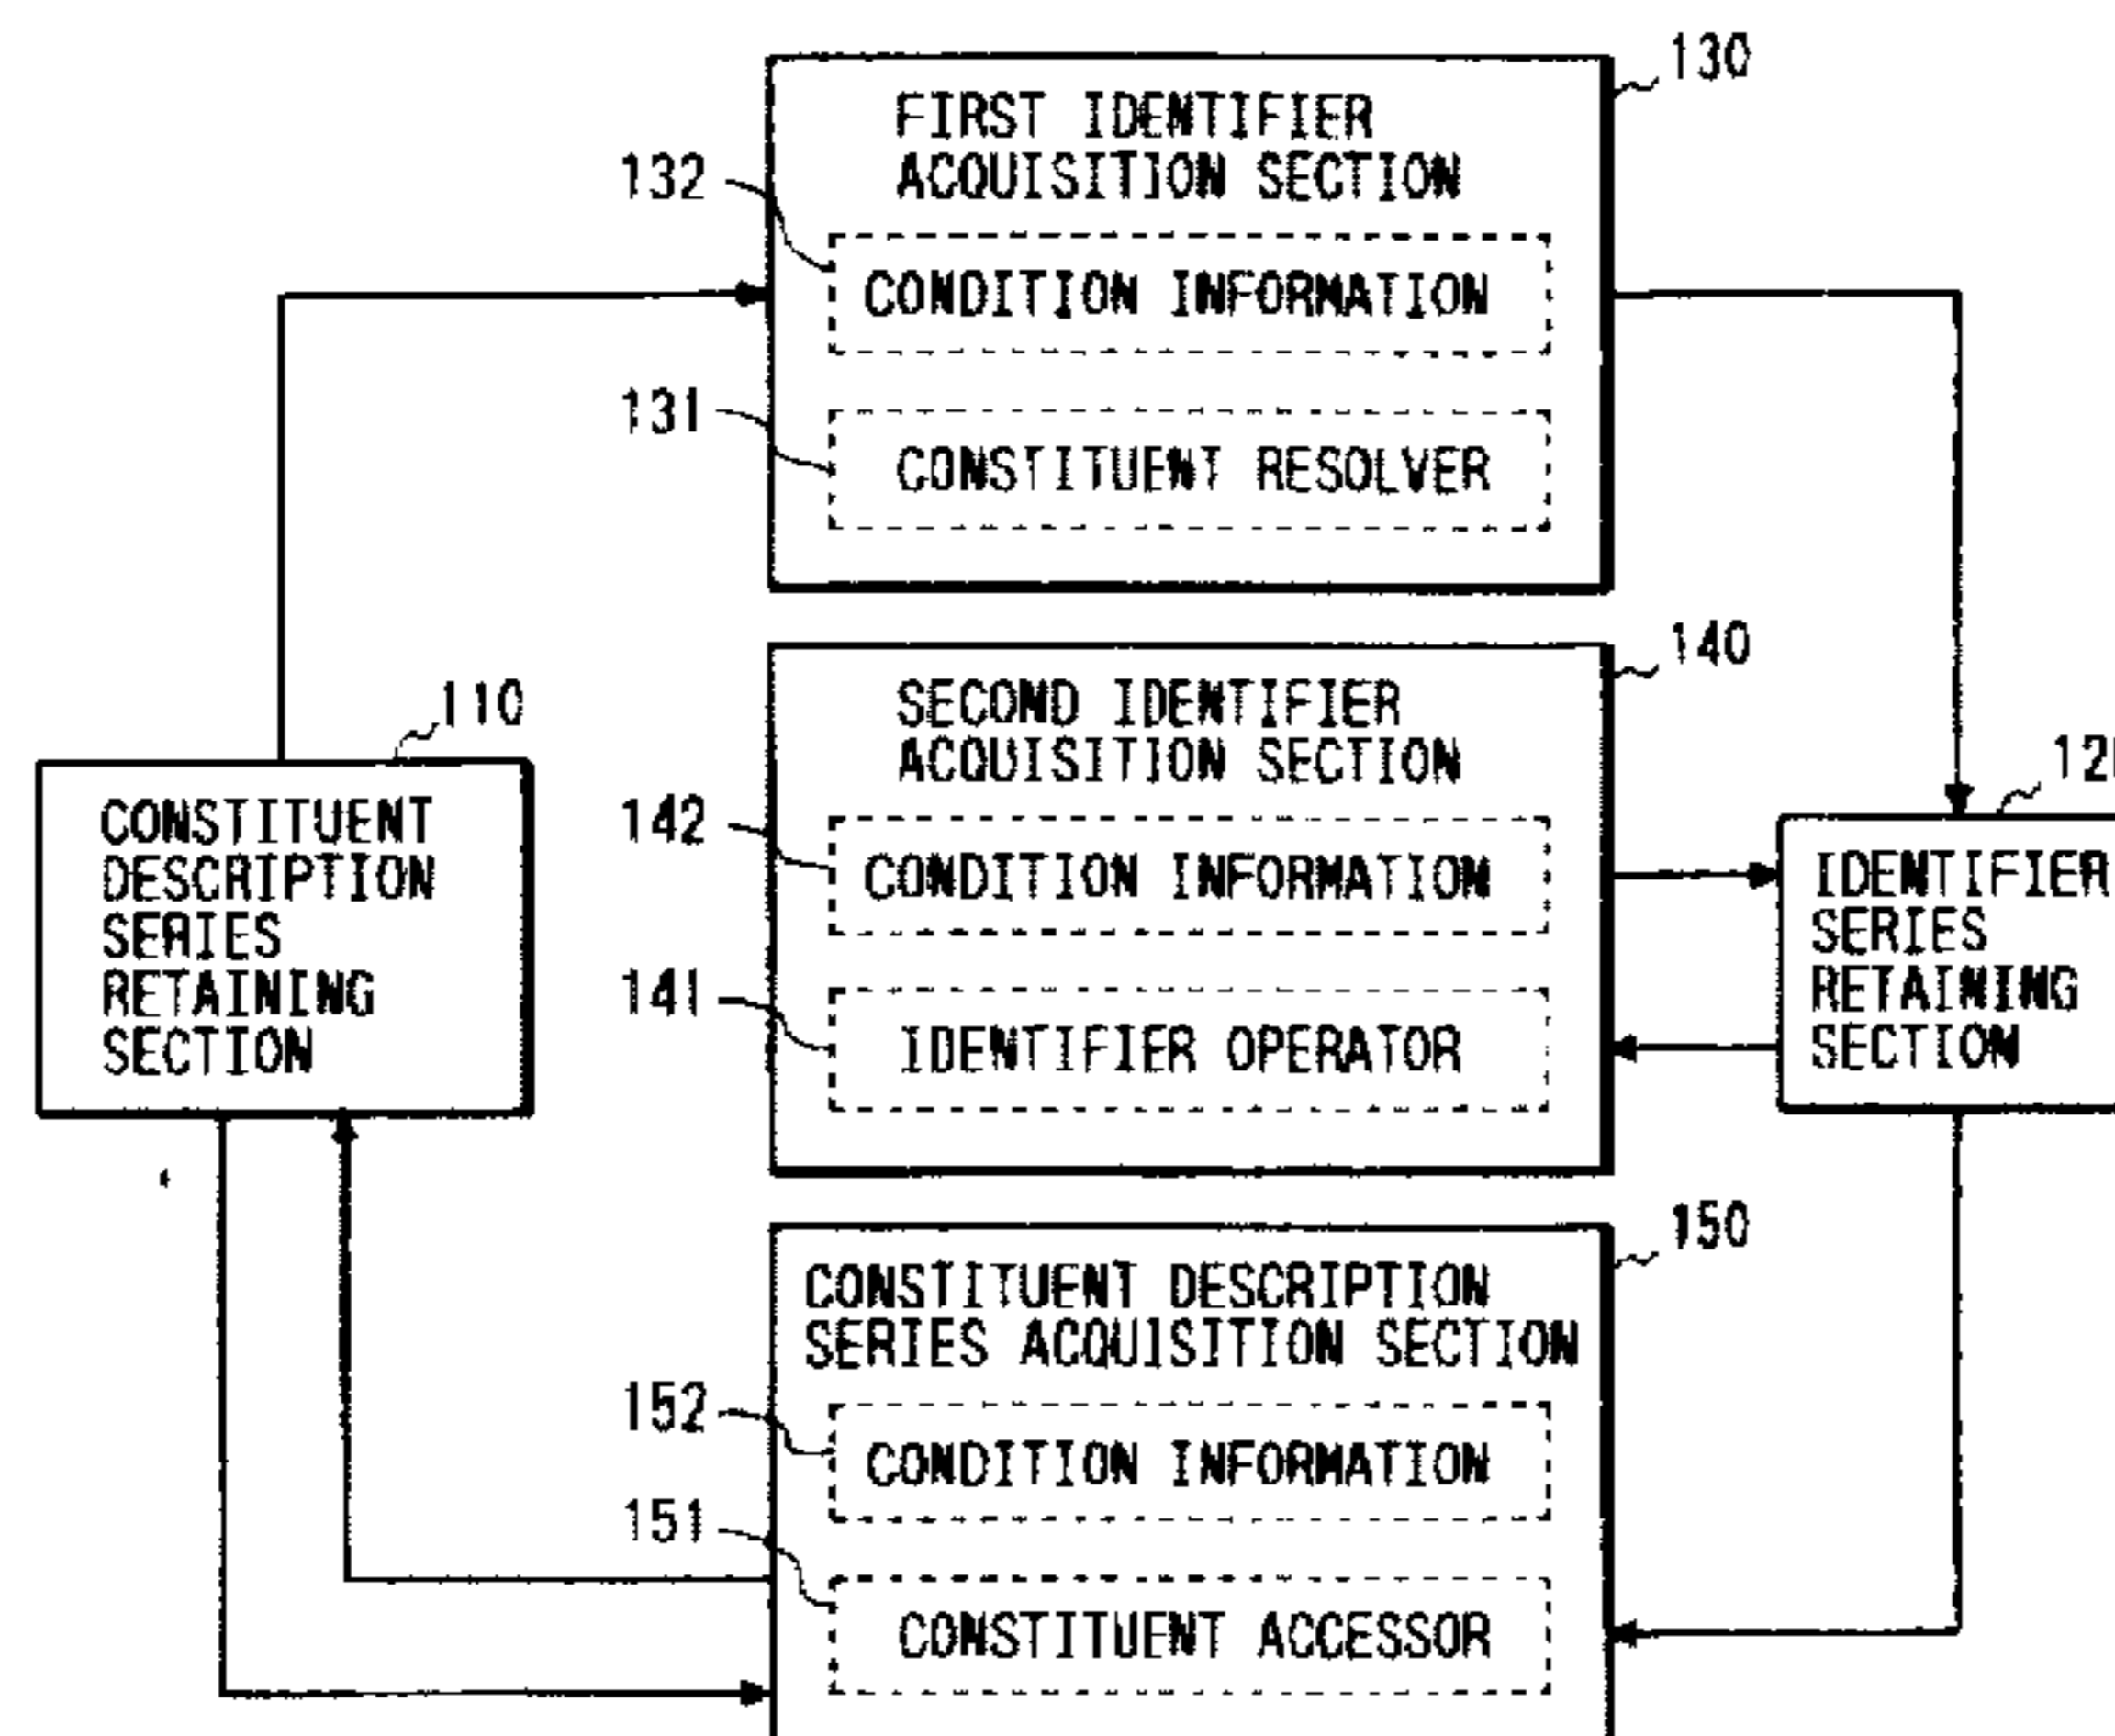 130
FIRST IDENTIFIER
ACQUISITION SECTION
132
CONDITION INFORMATION
131
CONSTITUENT RESOLVER
140
SECOND IDENTIFIER
ACQUISITION SECTION
142
CONDITION INFORMATION
141
IDENTIFIER OPERATOR
110
CONSTITUENT
DESCRIPTION
SERIES
RETAINING
SECTION
IDENTIFIER
SERIES
RETAINING
SECTION
150
CONSTITUENT DESCRIPTION
SERIES ACQUISITION SECTION
152
CONDITION INFORMATION
151
CONSTITUENT ACCESSOR